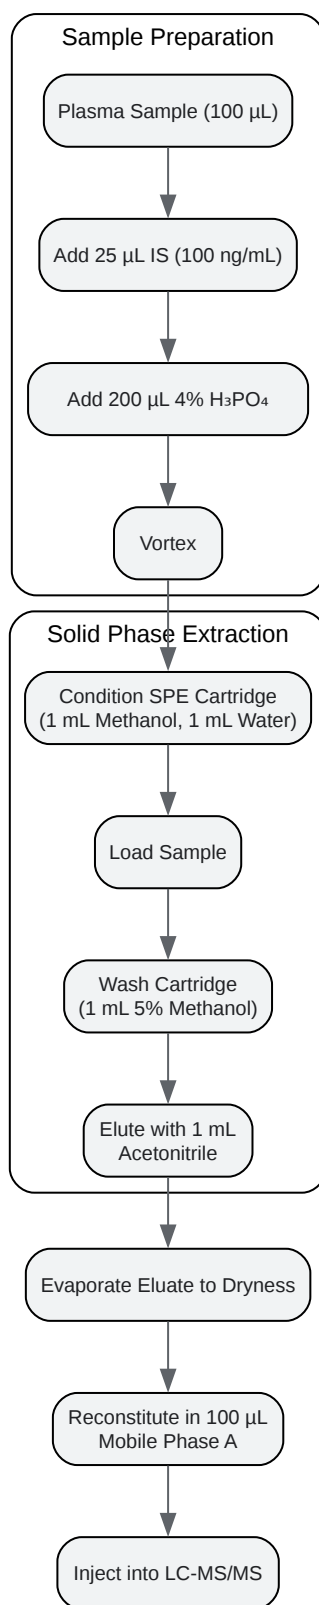 Sample Preparation
Plasma Sample (100 µL)
Add 25 µL IS (100 ng/mL)
Add 200 µL 4% H₃PO₄
Vortex
Solid Phase Extraction
Condition SPE Cartridge
(1 mL Methanol, 1 mL Water)
Load Sample
Wash Cartridge
(1 mL 5% Methanol)
Elute with 1 mL
Acetonitrile
Evaporate Eluate to Dryness
Reconstitute in 100 µL
Mobile Phase A
Inject into LC-MS/MS